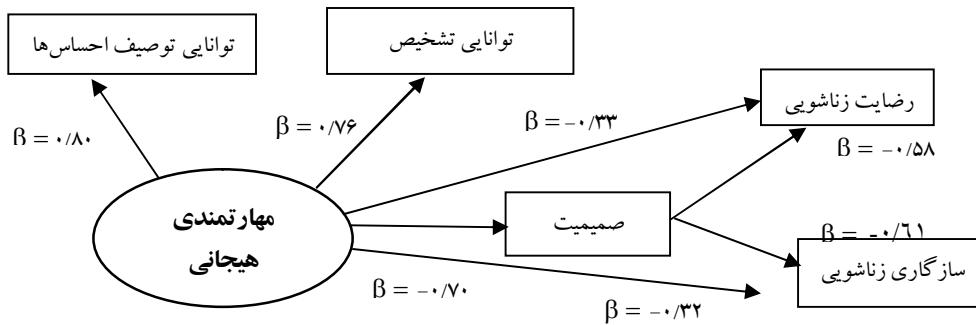 توانایی توصیف احساس‌ها
توانایی تشخیص
رضایت زناشویی
β = ۰/۸۰
β = ۰/۷۶
β = –۰/۳۳
β = –۰/۵۸
مهارتمندی
هیجانی
صمیمیت
β = -۰/۶۱
سازگاری زناشویی
β = –۰/۷۰
β = –۰/۳۲